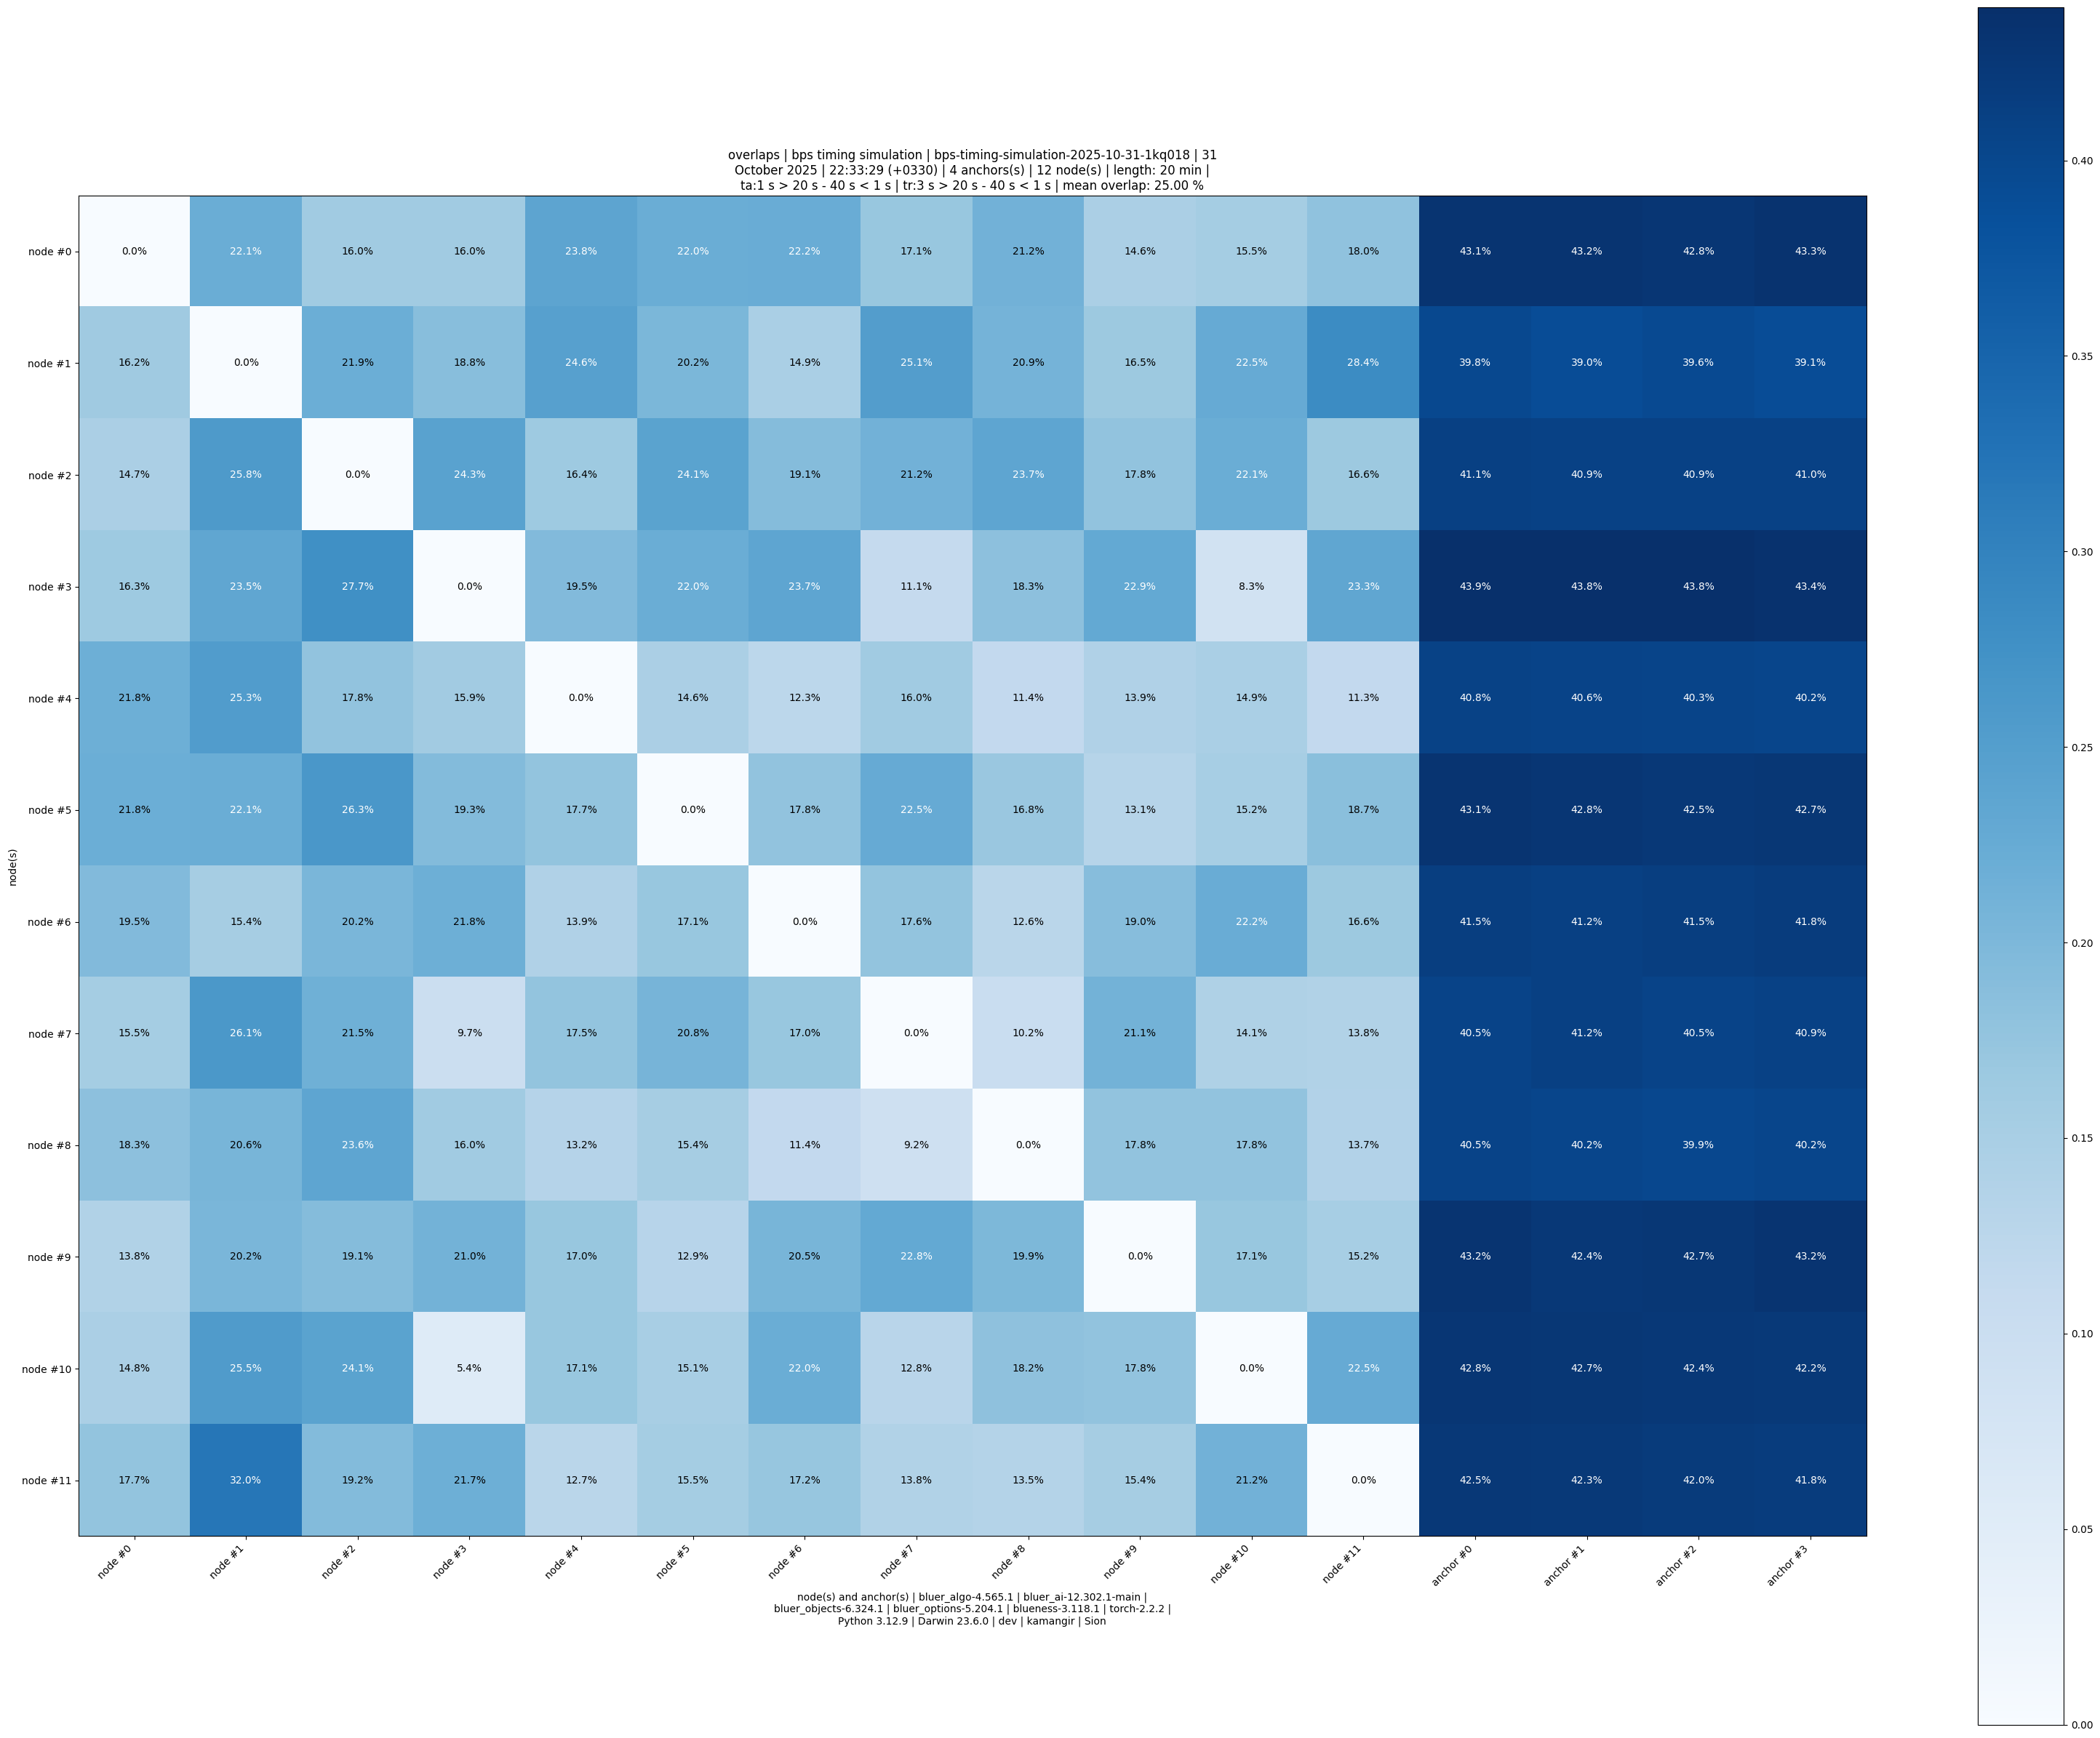 overlaps | bps timing simulation | bps-timing-simulation-2025-10-31-1kq018 | 31
October 2025 | 22:33:29 (+0330) | 4 anchors(s) | 12 node(s) | length: 20 min |
ta:1 s > 20 s - 40 s < 1 s | tr:3 s > 20 s - 40 s < 1 s | mean overlap: 25.00 %
node(s)
node #0 0.0% 22.1% 16.0% 16.0% 23.8% 22.0% 22.2% 17.1% 21.2% 14.6% 15.5% 18.0% 43.1% 43.2% 42.8% 43.3%
node #1 16.2% 0.0% 21.9% 18.8% 24.6% 20.2% 14.9% 25.1% 20.9% 16.5% 22.5% 28.4% 39.8% 39.0% 39.6% 39.1%
node #2 14.7% 25.8% 0.0% 24.3% 16.4% 24.1% 19.1% 21.2% 23.7% 17.8% 22.1% 16.6% 41.1% 40.9% 40.9% 41.0%
node #3 16.3% 23.5% 27.7% 0.0% 19.5% 22.0% 23.7% 11.1% 18.3% 22.9% 8.3% 23.3% 43.9% 43.8% 43.8% 43.4%
node #4 21.8% 25.3% 17.8% 15.9% 0.0% 14.6% 12.3% 16.0% 11.4% 13.9% 14.9% 11.3% 40.8% 40.6% 40.3% 40.2%
node #5 21.8% 22.1% 26.3% 19.3% 17.7% 0.0% 17.8% 22.5% 16.8% 13.1% 15.2% 18.7% 43.1% 42.8% 42.5% 42.7%
node #6 19.5% 15.4% 20.2% 21.8% 13.9% 17.1% 0.0% 17.6% 12.6% 19.0% 22.2% 16.6% 41.5% 41.2% 41.5% 41.8%
node #7 15.5% 26.1% 21.5% 9.7% 17.5% 20.8% 17.0% 0.0% 10.2% 21.1% 14.1% 13.8% 40.5% 41.2% 40.5% 40.9%
node #8 18.3% 20.6% 23.6% 16.0% 13.2% 15.4% 11.4% 9.2% 0.0% 17.8% 17.8% 13.7% 40.5% 40.2% 39.9% 40.2%
node #9 13.8% 20.2% 19.1% 21.0% 17.0% 12.9% 20.5% 22.8% 19.9% 0.0% 17.1% 15.2% 43.2% 42.4% 42.7% 43.2%
node #10 14.8% 25.5% 24.1% 5.4% 17.1% 15.1% 22.0% 12.8% 18.2% 17.8% 0.0% 22.5% 42.8% 42.7% 42.4% 42.2%
node #11 17.7% 32.0% 19.2% 21.7% 12.7% 15.5% 17.2% 13.8% 13.5% 15.4% 21.2% 0.0% 42.5% 42.3% 42.0% 41.8%
node #0 node #1 node #2 node #3 node #4 node #5 node #6 node #7 node #8 node #9 node #10 node #11 anchor #0 anchor #1 anchor #2 anchor #3
node(s) and anchor(s) | bluer_algo-4.565.1 | bluer_ai-12.302.1-main |
bluer_objects-6.324.1 | bluer_options-5.204.1 | blueness-3.118.1 | torch-2.2.2 |
Python 3.12.9 | Darwin 23.6.0 | dev | kamangir | Sion
0.40
0.35
0.30
0.25
0.20
0.15
0.10
0.05
0.00